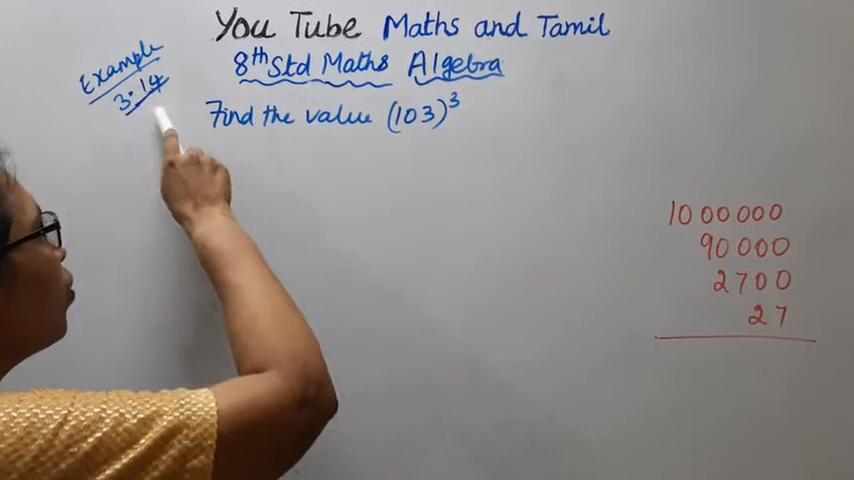 You Tube Maths and Tamil
8th Std Maths Algebra
Example
3.14
Find the value (103)³
1000000
90000
2700
27